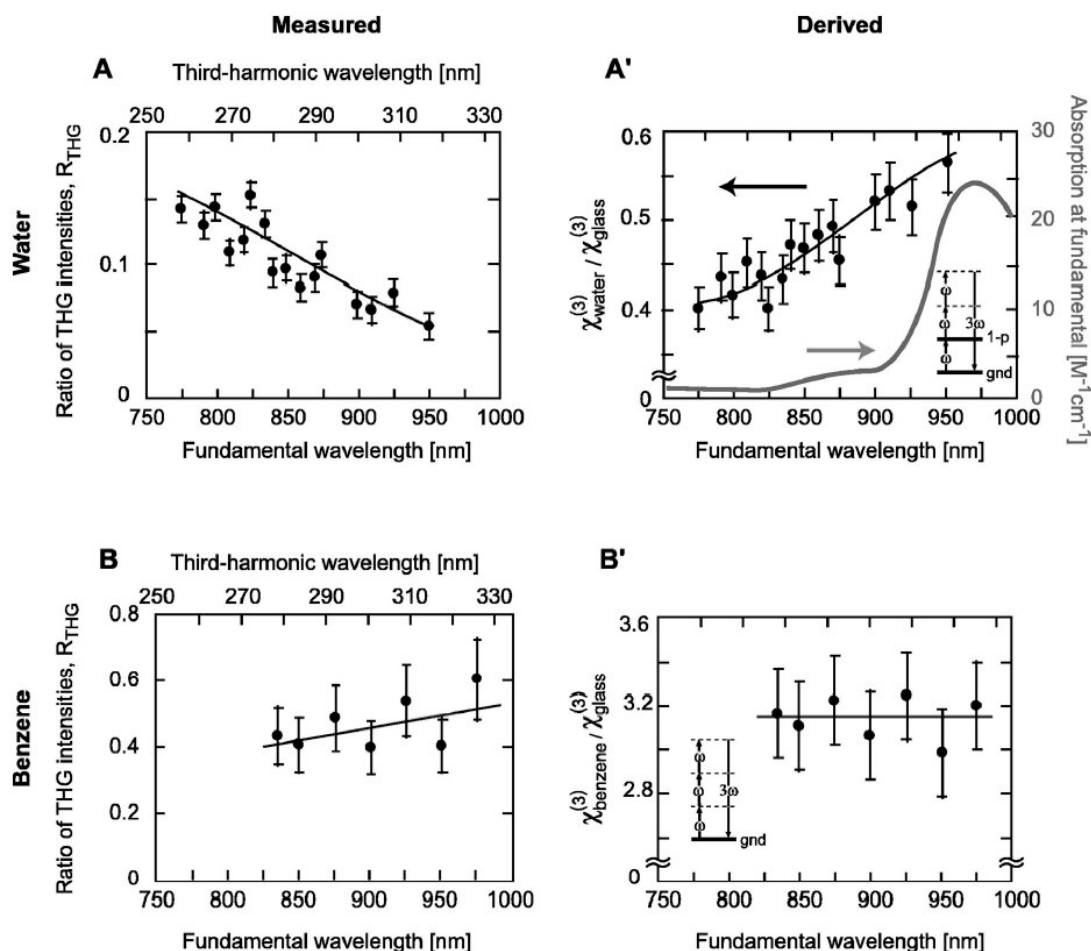 Measured
Derived
A
Third-harmonic wavelength [nm]
250 270 290 310 330
Water
Ratio of THG intensities, R_THG
0.2
0.1
0
750 800 850 900 950 1000
Fundamental wavelength [nm]
A'
χ^(3)_water / χ^(3)_glass
0.6
0.5
0.4
0
30
20
10
0
Absorption at fundamental [M⁻¹cm⁻¹]
ω
ω
ω
3ω
1-p
gnd
750 800 850 900 950 1000
Fundamental wavelength [nm]
B
Third-harmonic wavelength [nm]
250 270 290 310 330
Benzene
Ratio of THG intensities, R_THG
0.8
0.6
0.4
0.2
0
750 800 850 900 950 1000
Fundamental wavelength [nm]
B'
χ^(3)_benzene / χ^(3)_glass
3.6
3.2
2.8
0
ω
ω
ω
3ω
gnd
750 800 850 900 950 1000
Fundamental wavelength [nm]